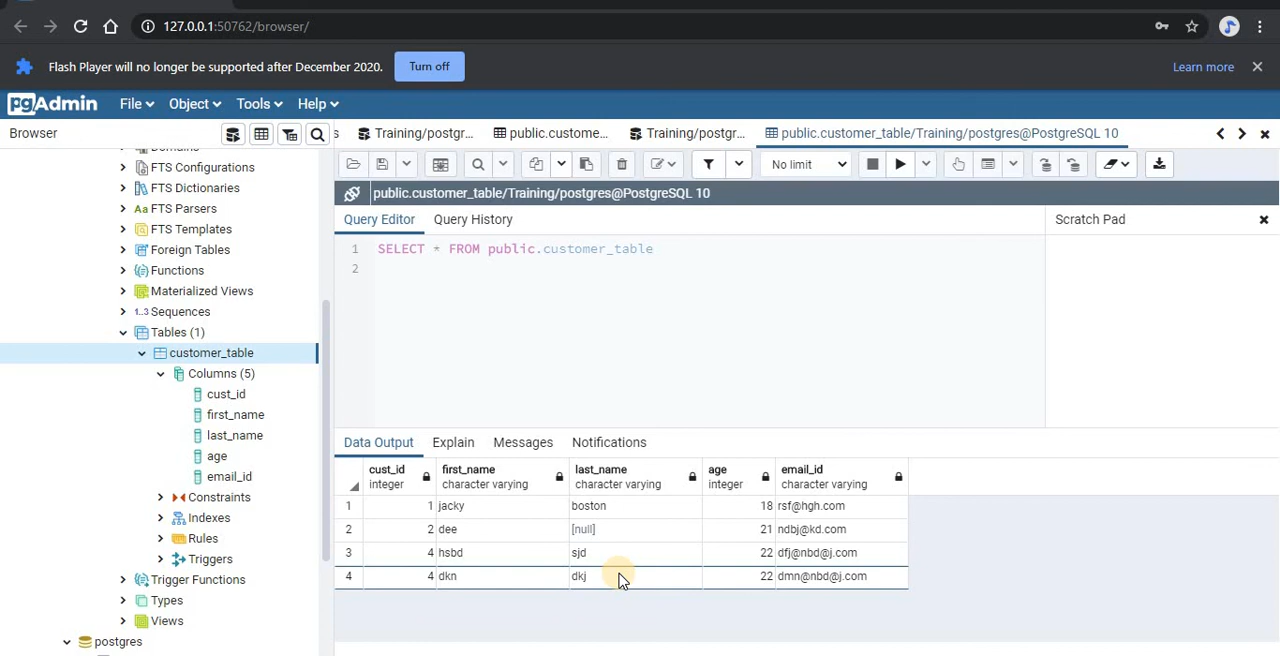 127.0.0.1:50762/browser/
Flash Player will no longer be supported after December 2020. Turn off Learn more
pgAdmin File Object Tools Help
Browser
s Training/postgr... public.custome... Training/postgr... public.customer_table/Training/postgres@PostgreSQL 10
No limit
public.customer_table/Training/postgres@PostgreSQL 10
Query Editor Query History Scratch Pad
1 SELECT * FROM public.customer_table
2
Domains
FTS Configurations
FTS Dictionaries
Aa FTS Parsers
FTS Templates
Foreign Tables
Functions
Materialized Views
1..3 Sequences
Tables (1)
customer_table
Columns (5)
cust_id
first_name
last_name
age
email_id
Constraints
Indexes
Rules
Triggers
Trigger Functions
Types
Views
postgres
Data Output Explain Messages Notifications
cust_id first_name last_name age email_id
integer character varying character varying integer character varying
1 1 jacky boston 18 rsf@hgh.com
2 2 dee [null] 21 ndbj@kd.com
3 4 hsbd sjd 22 dfj@nbd@j.com
4 4 dkn dkj 22 dmn@nbd@j.com